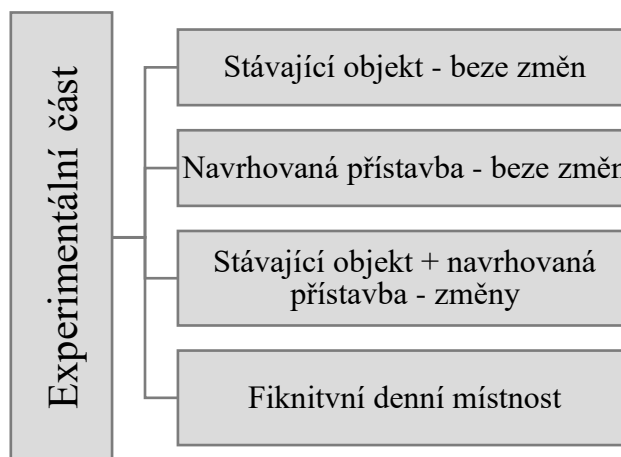 Experimentální část
Stávající objekt - beze změn
Navrhovaná přístavba - beze změn
Stávající objekt + navrhovaná
přístavba - změny
Fiknitvní denní místnost